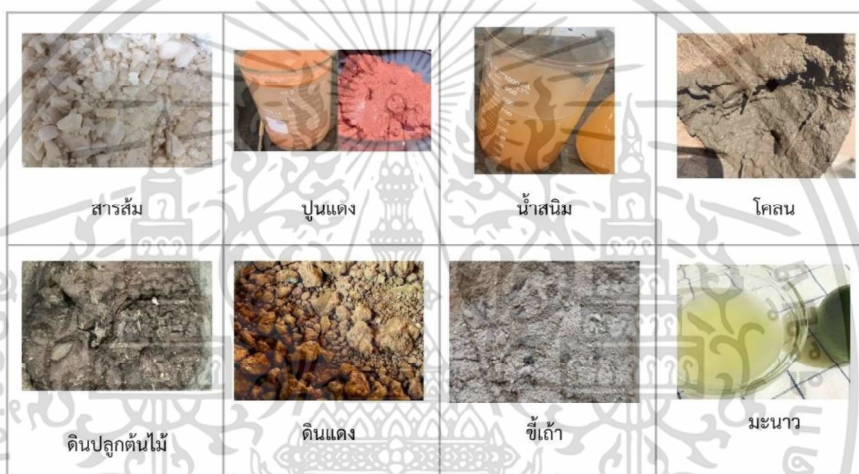 สารส้ม
ปูนแดง
น้ำสนิม
โคลน
ดินปลูกต้นไม้
ดินแดง
ขี้เถ้า
มะนาว